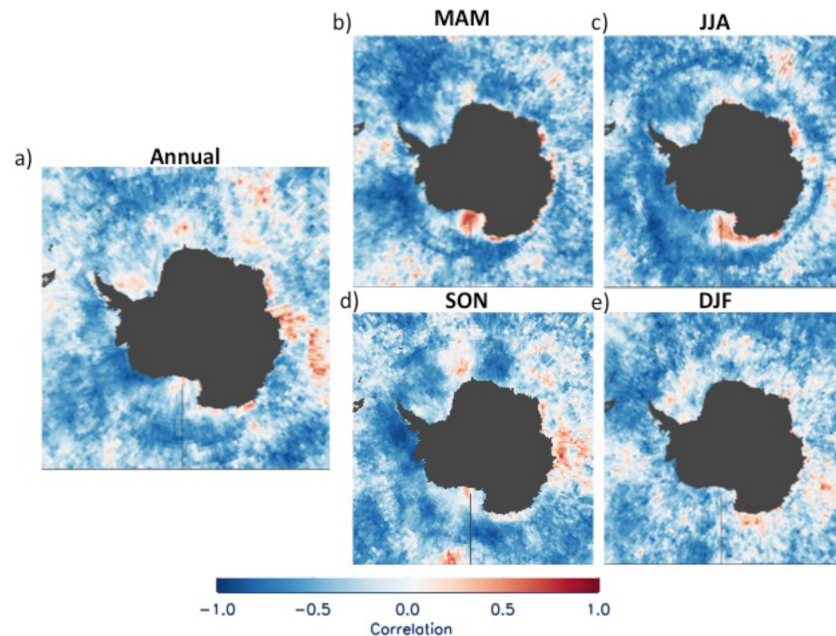 b) MAM
c) JJA
a) Annual
d) SON
e) DJF
-1.0 -0.5 0.0 0.5 1.0
Correlation